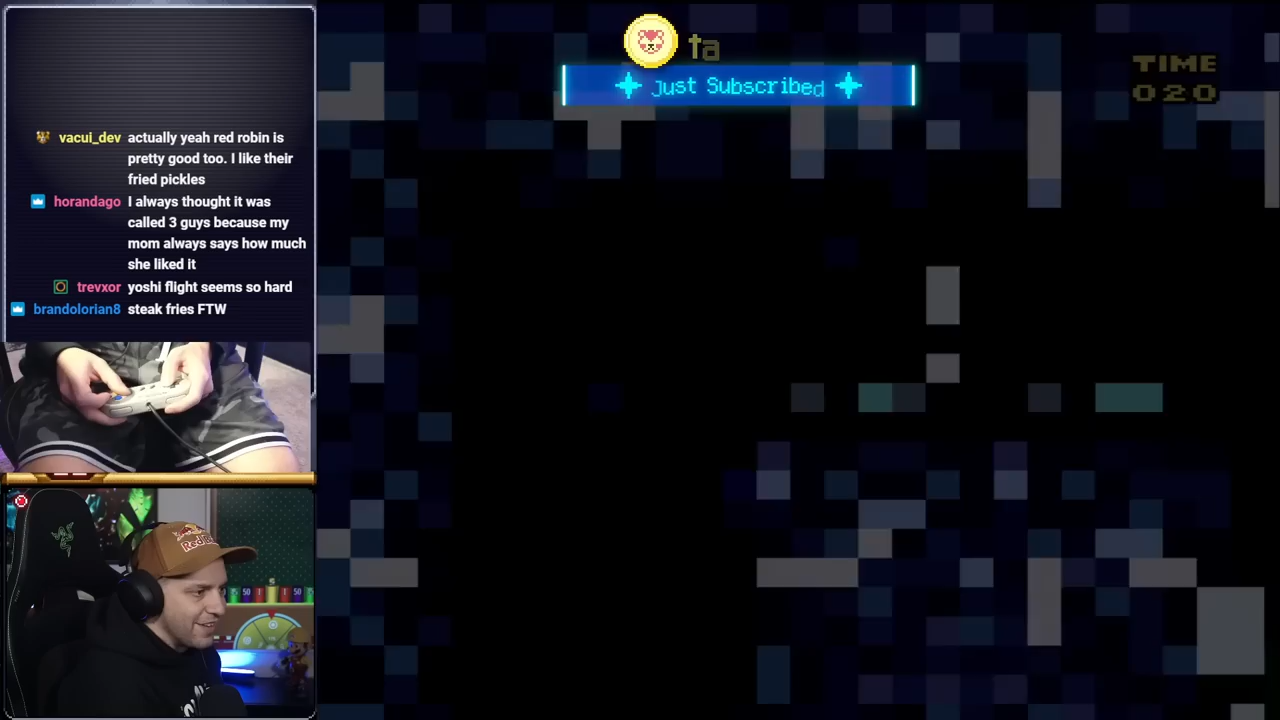 ta
Just Subscribed
TIME
020
vacui_dev actually yeah red robin is
pretty good too. I like their
fried pickles
horandago I always thought it was
called 3 guys because my
mom always says how much
she liked it
trevxor yoshi flight seems so hard
brandolorian8 steak fries FTW